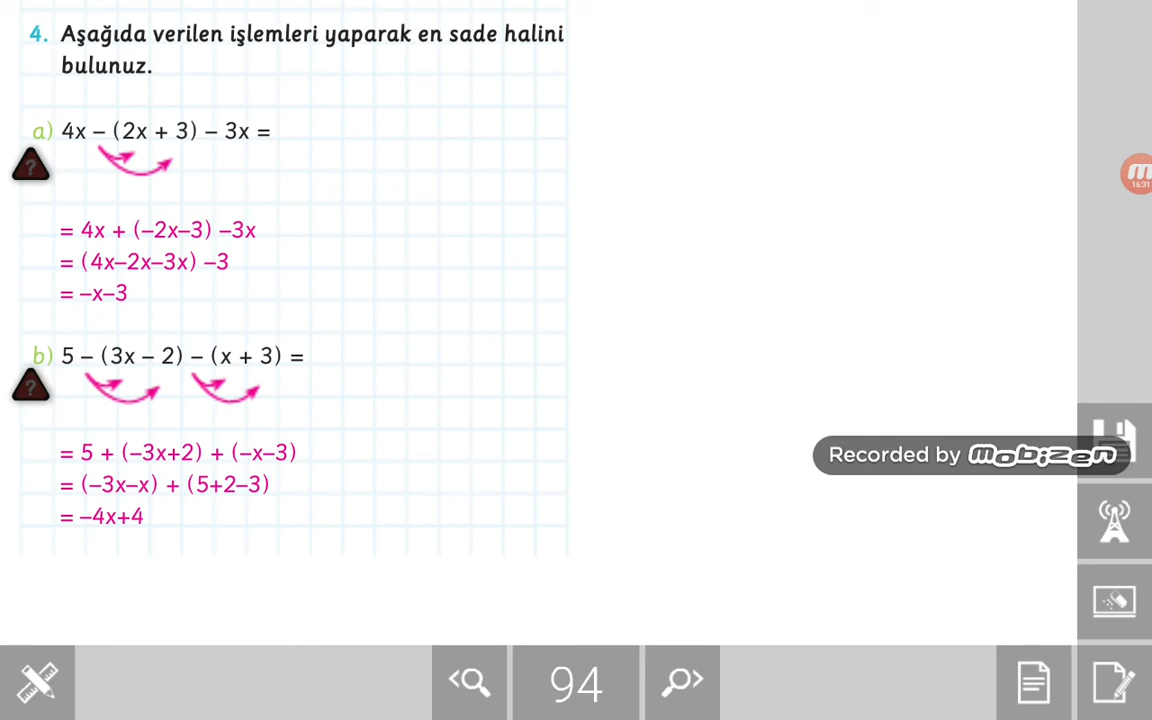 4. Aşağıda verilen işlemleri yaparak en sade halini
bulunuz.
a) 4x – (2x + 3) – 3x =
?
= 4x + (–2x–3) –3x
= (4x–2x–3x) –3
= –x–3
b) 5 – (3x – 2) – (x + 3) =
?
= 5 + (–3x+2) + (–x–3)
= (–3x–x) + (5+2–3)
= –4x+4
16:31
Recorded by mobizen
94